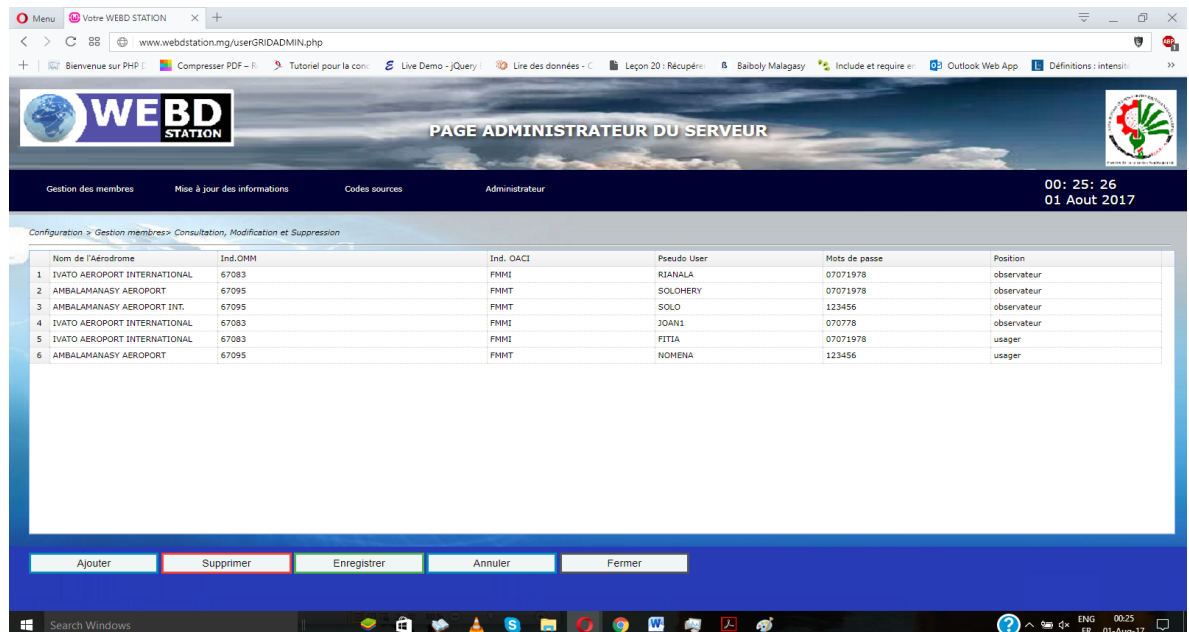 Menu
Votre WEBD STATION
www.webdstation.mg/userGRIDADMIN.php
Bienvenue sur PHP
Compresser PDF –
Tutoriel pour la conc
Live Demo - jQuery
Lire des données - C
Leçon 20 : Récupére
Baiboly Malagasy
Include et require en
Outlook Web App
Définitions : intensit
WEBD
STATION
PAGE ADMINISTRATEUR DU SERVEUR
Gestion des membres Mise à jour des informations Codes sources Administrateur
00: 25: 26
01 Aout 2017
Configuration > Gestion membres> Consultation, Modification et Suppression
Nom de l'Aérodrome Ind.OMM Ind. OACI Pseudo User Mots de passe Position
1 IVATO AEROPORT INTERNATIONAL 67083 FMMI RIANALA 07071978 observateur
2 AMBALAMANASY AEROPORT 67095 FMMT SOLOHERY 07071978 observateur
3 AMBALAMANASY AEROPORT INT. 67095 FMMT SOLO 123456 observateur
4 IVATO AEROPORT INTERNATIONAL 67083 FMMI JOAN1 070778 observateur
5 IVATO AEROPORT INTERNATIONAL 67083 FMMI FITIA 07071978 usager
6 AMBALAMANASY AEROPORT 67095 FMMT NOMENA 123456 usager
Ajouter Supprimer Enregistrer Annuler Fermer
Search Windows
ENG 00:25
FR 01-Aug-17